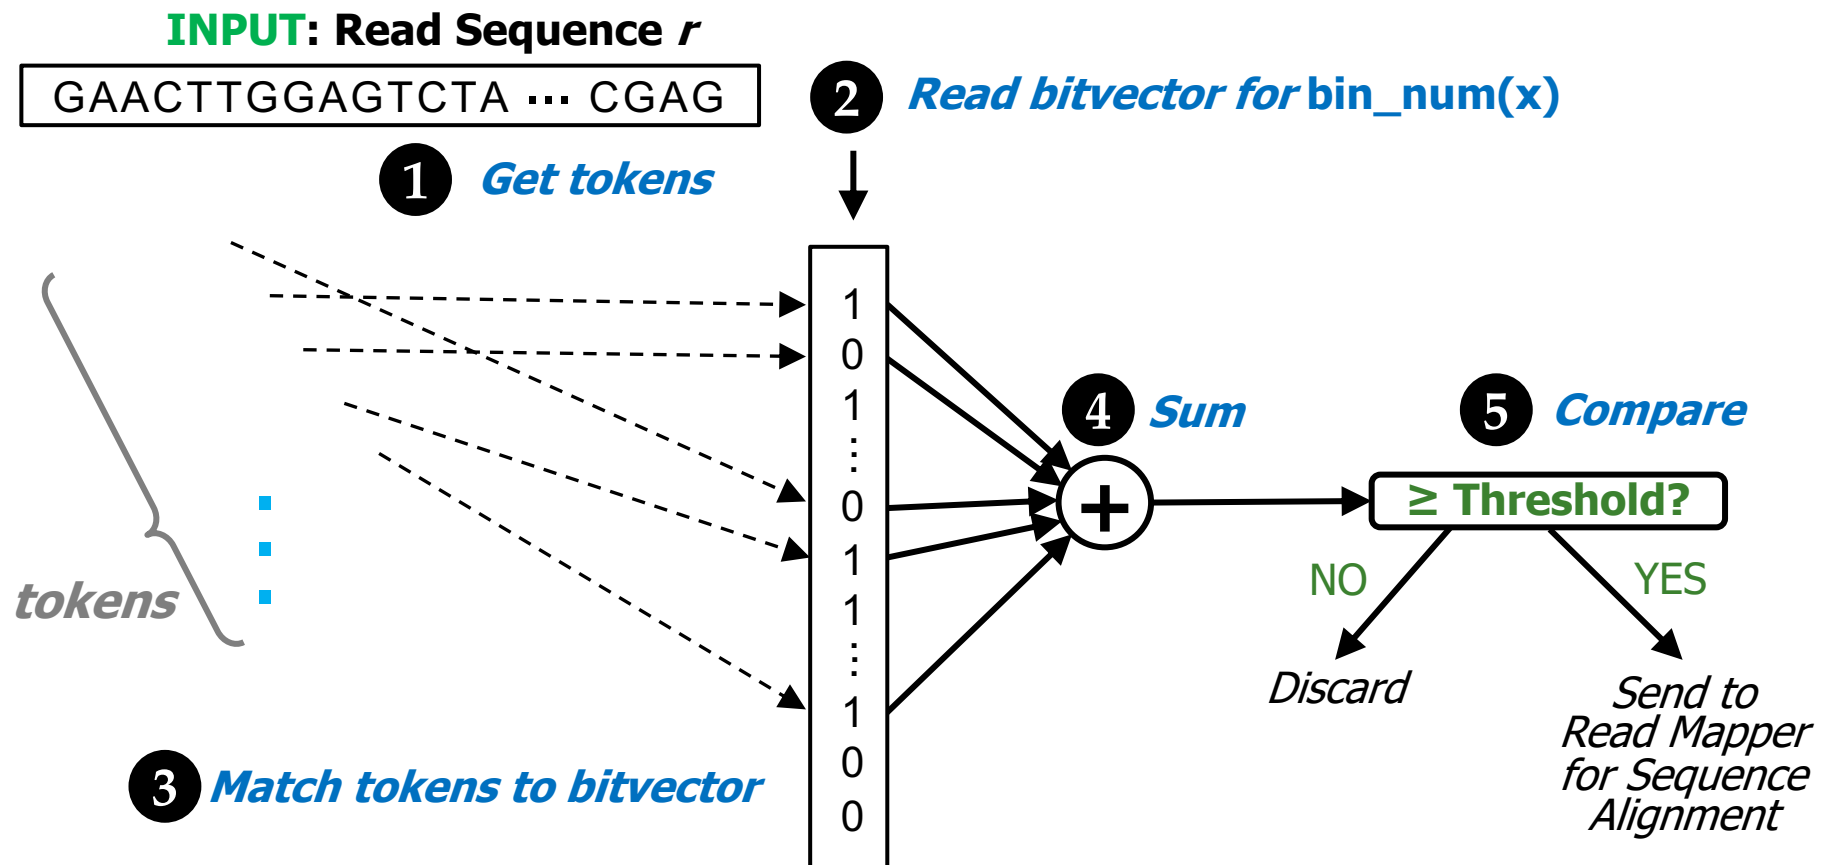 INPUT: Read Sequence r
GAACTTGGAGTCTA ... CGAG
2 Read bitvector for bin_num(x)
1 Get tokens
1
0
1
⋮
0
1
1
⋮
1
0
0
tokens
3 Match tokens to bitvector
4 Sum
+
5 Compare
≥ Threshold?
NO
YES
Discard
Send to
Read Mapper
for Sequence
Alignment